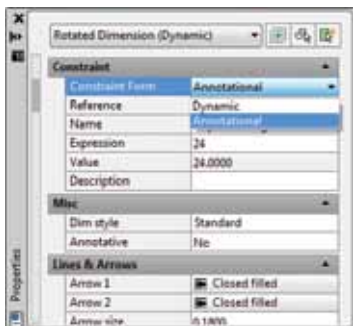 Rotated Dimension (Dynamic)
Constraint
Constraint Form Annotational
Reference Dynamic
Name Annotational
Expression 24
Value 24.0000
Description
Misc
Dim style Standard
Annotative No
Lines & Arrows
Arrow 1 Closed filled
Arrow 2 Closed filled
Arrow size 0.1800
Properties